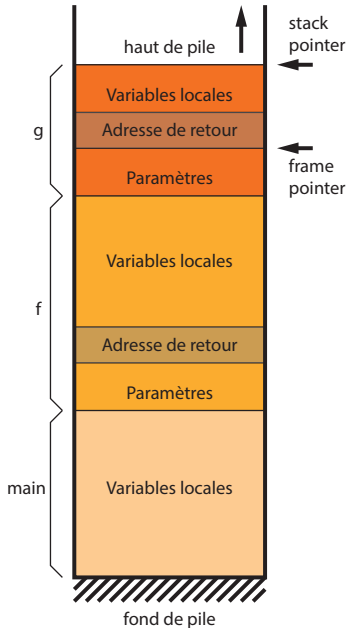 haut de pile
stack
pointer
Variables locales
g
Adresse de retour
frame
pointer
Paramètres
Variables locales
f
Adresse de retour
Paramètres
main
Variables locales
fond de pile